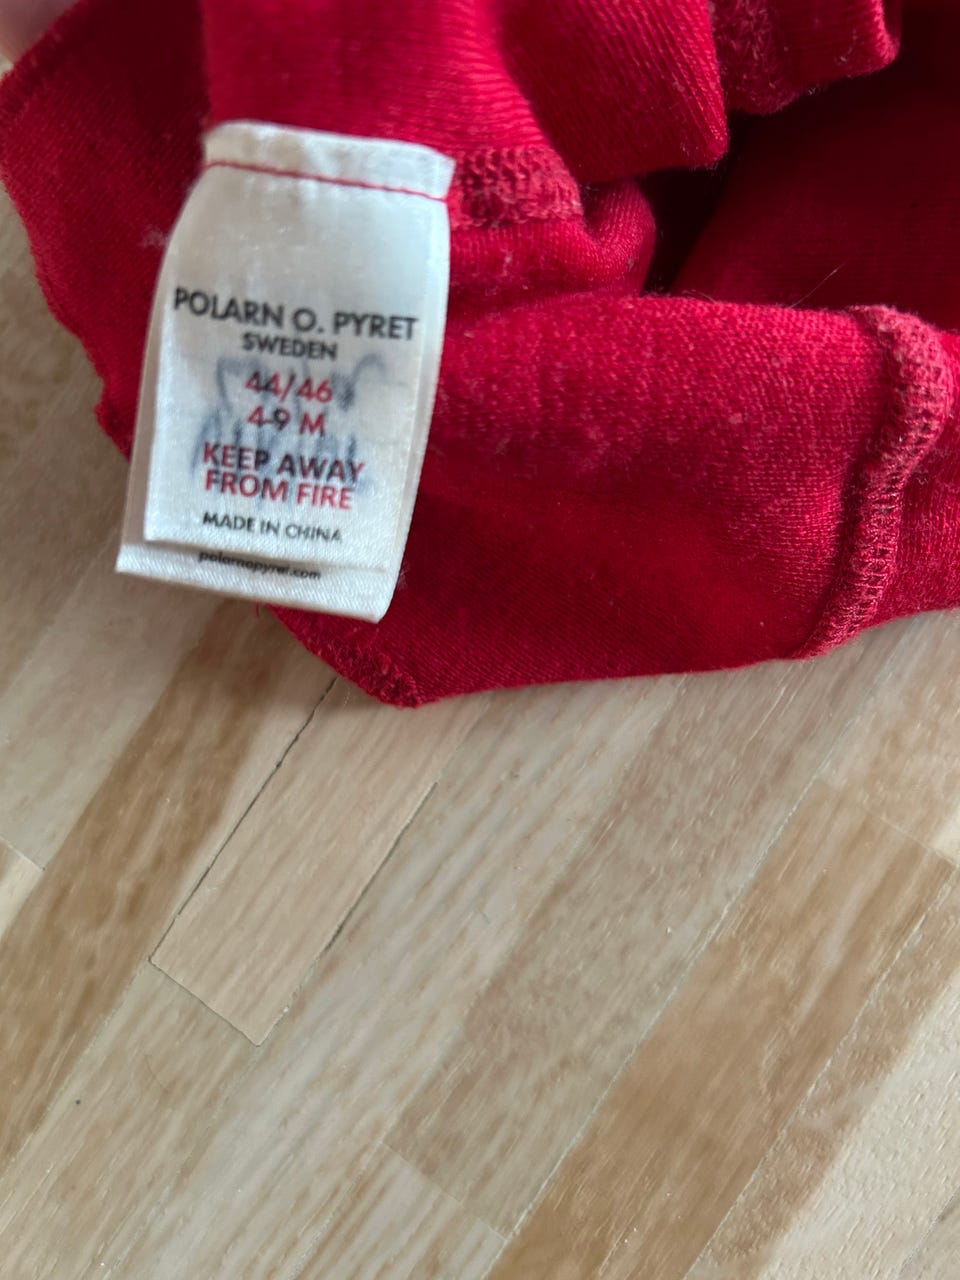 POLARN O. PYRET
SWEDEN
44/46
4-9 M
KEEP AWAY
FROM FIRE
MADE IN CHINA
polarnopyret.com